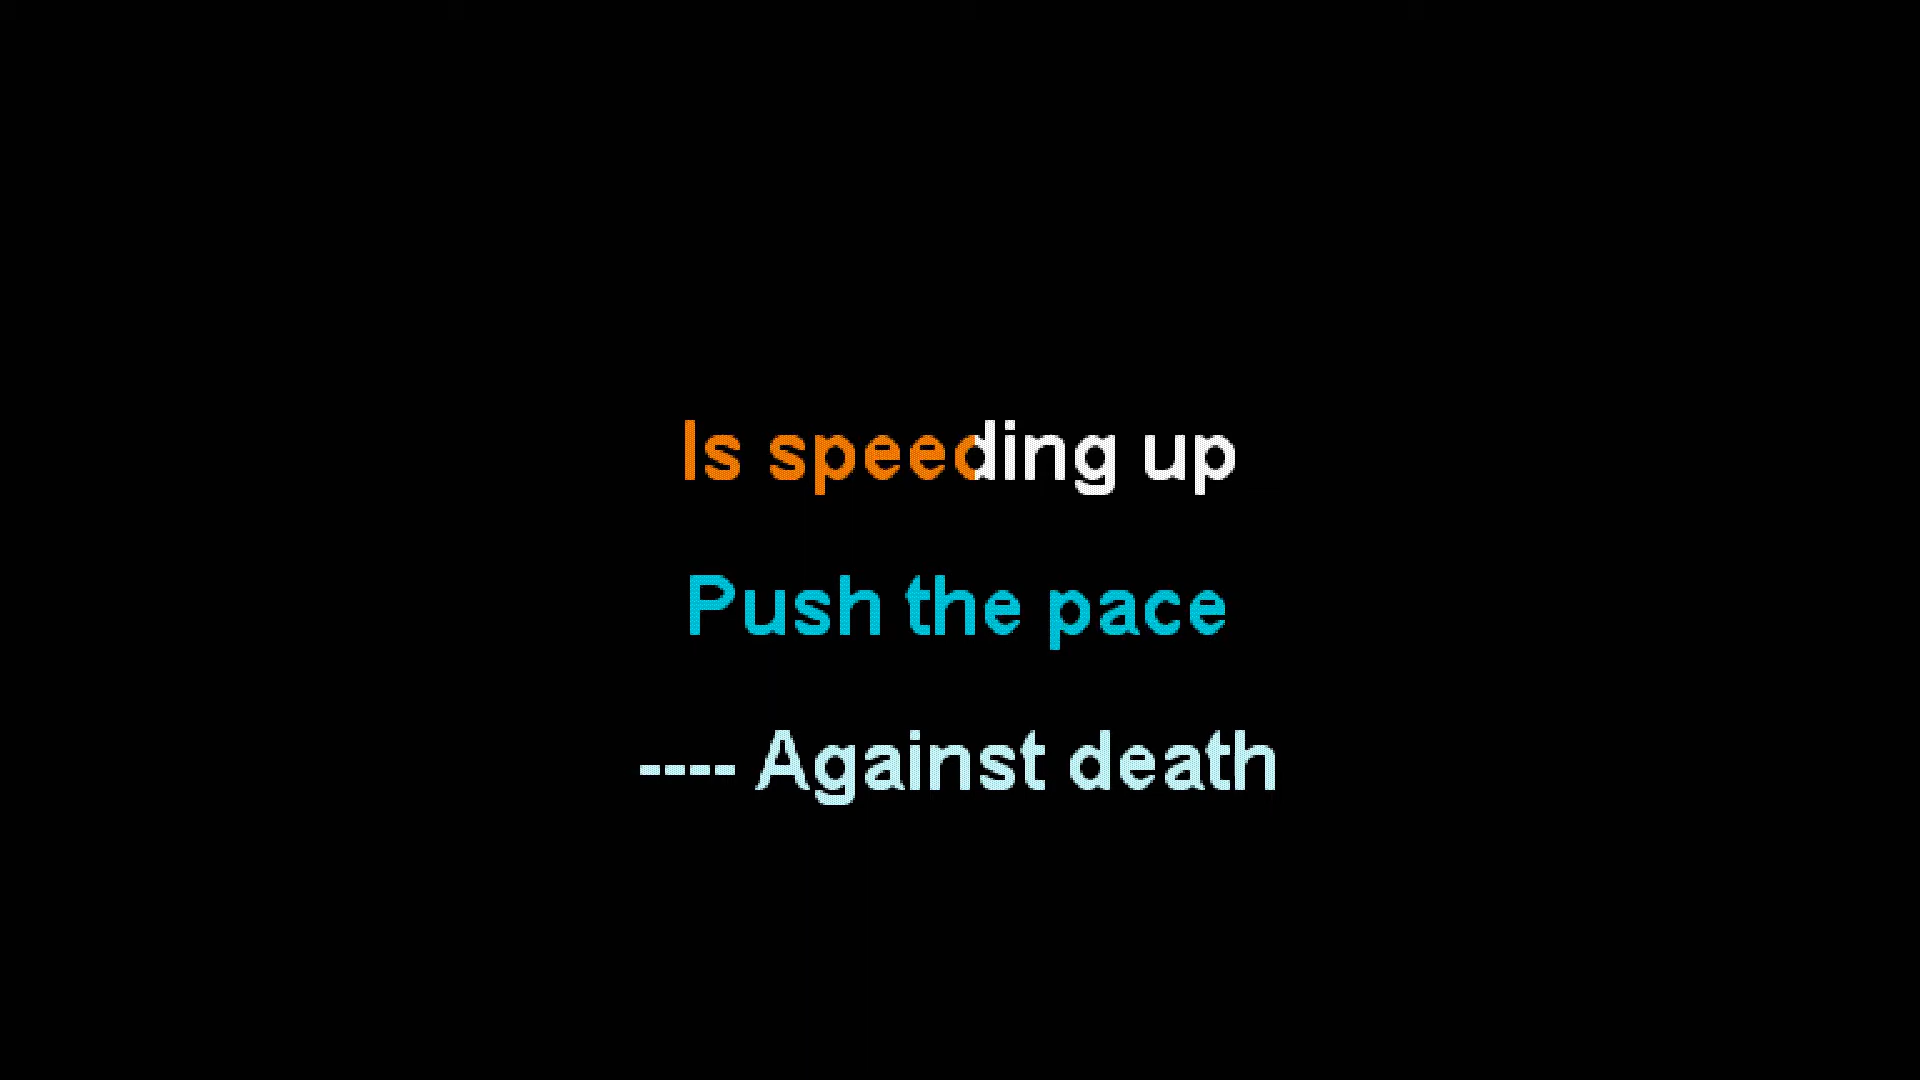 Is speeding up
Push the pace
---- Against death